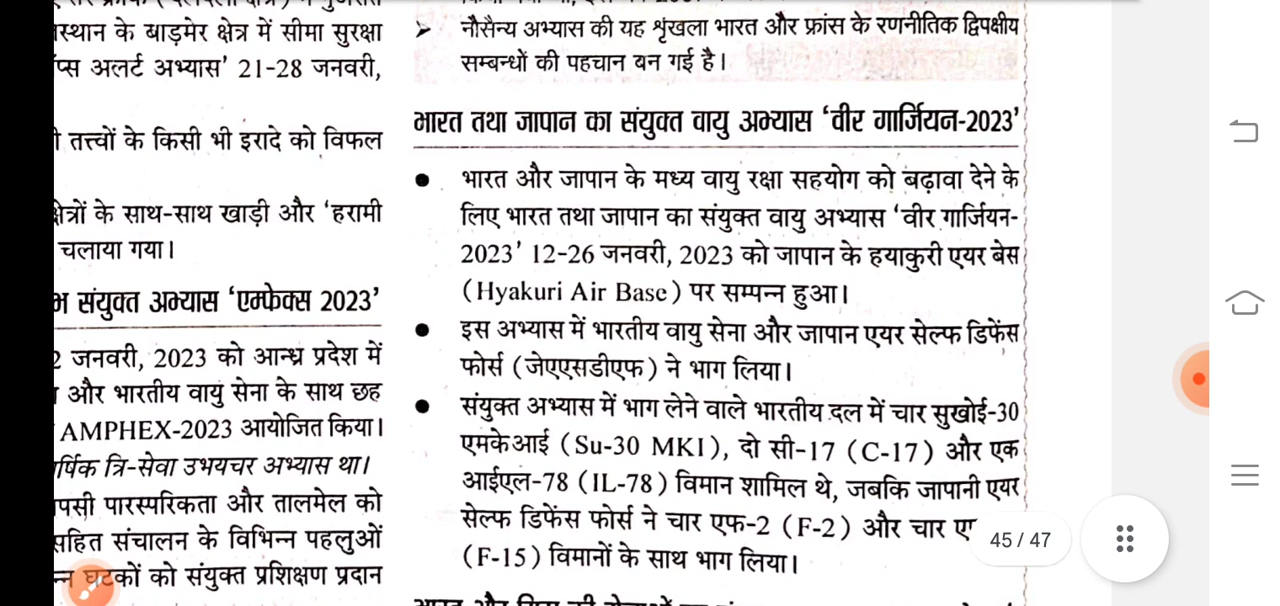 स्थान के बाड़मेर क्षेत्र में सीमा सुरक्षा
प्स अलर्ट अभ्यास' 21-28 जनवरी,
तत्त्वों के किसी भी इरादे को विफल
क्षेत्रों के साथ-साथ खाड़ी और 'हरामी
चलाया गया।
संयुक्त अभ्यास 'एम्फेक्स 2023'
2 जनवरी, 2023 को आन्ध्र प्रदेश में
और भारतीय वायु सेना के साथ छह
AMPHEX-2023 आयोजित किया।
र्षिक त्रि-सेवा उभयचर अभ्यास था।
पसी पारस्परिकता और तालमेल को
सहित संचालन के विभिन्न पहलुओं
न्न घटकों को संयुक्त प्रशिक्षण प्रदान
➢ नौसैन्य अभ्यास की यह शृंखला भारत और फ्रांस के रणनीतिक द्विपक्षीय
सम्बन्धों की पहचान बन गई है।
भारत तथा जापान का संयुक्त वायु अभ्यास 'वीर गार्जियन-2023'
● भारत और जापान के मध्य वायु रक्षा सहयोग को बढ़ावा देने के
लिए भारत तथा जापान का संयुक्त वायु अभ्यास 'वीर गार्जियन-
2023' 12-26 जनवरी, 2023 को जापान के हयाकुरी एयर बेस
(Hyakuri Air Base) पर सम्पन्न हुआ।
● इस अभ्यास में भारतीय वायु सेना और जापान एयर सेल्फ डिफेंस
फोर्स (जेएएसडीएफ) ने भाग लिया।
● संयुक्त अभ्यास में भाग लेने वाले भारतीय दल में चार सुखोई-30
एमकेआई (Su-30 MKI), दो सी-17 (C-17) और एक
आईएल-78 (IL-78) विमान शामिल थे, जबकि जापानी एयर
सेल्फ डिफेंस फोर्स ने चार एफ-2 (F-2) और चार
(F-15) विमानों के साथ भाग लिया।
45 / 47